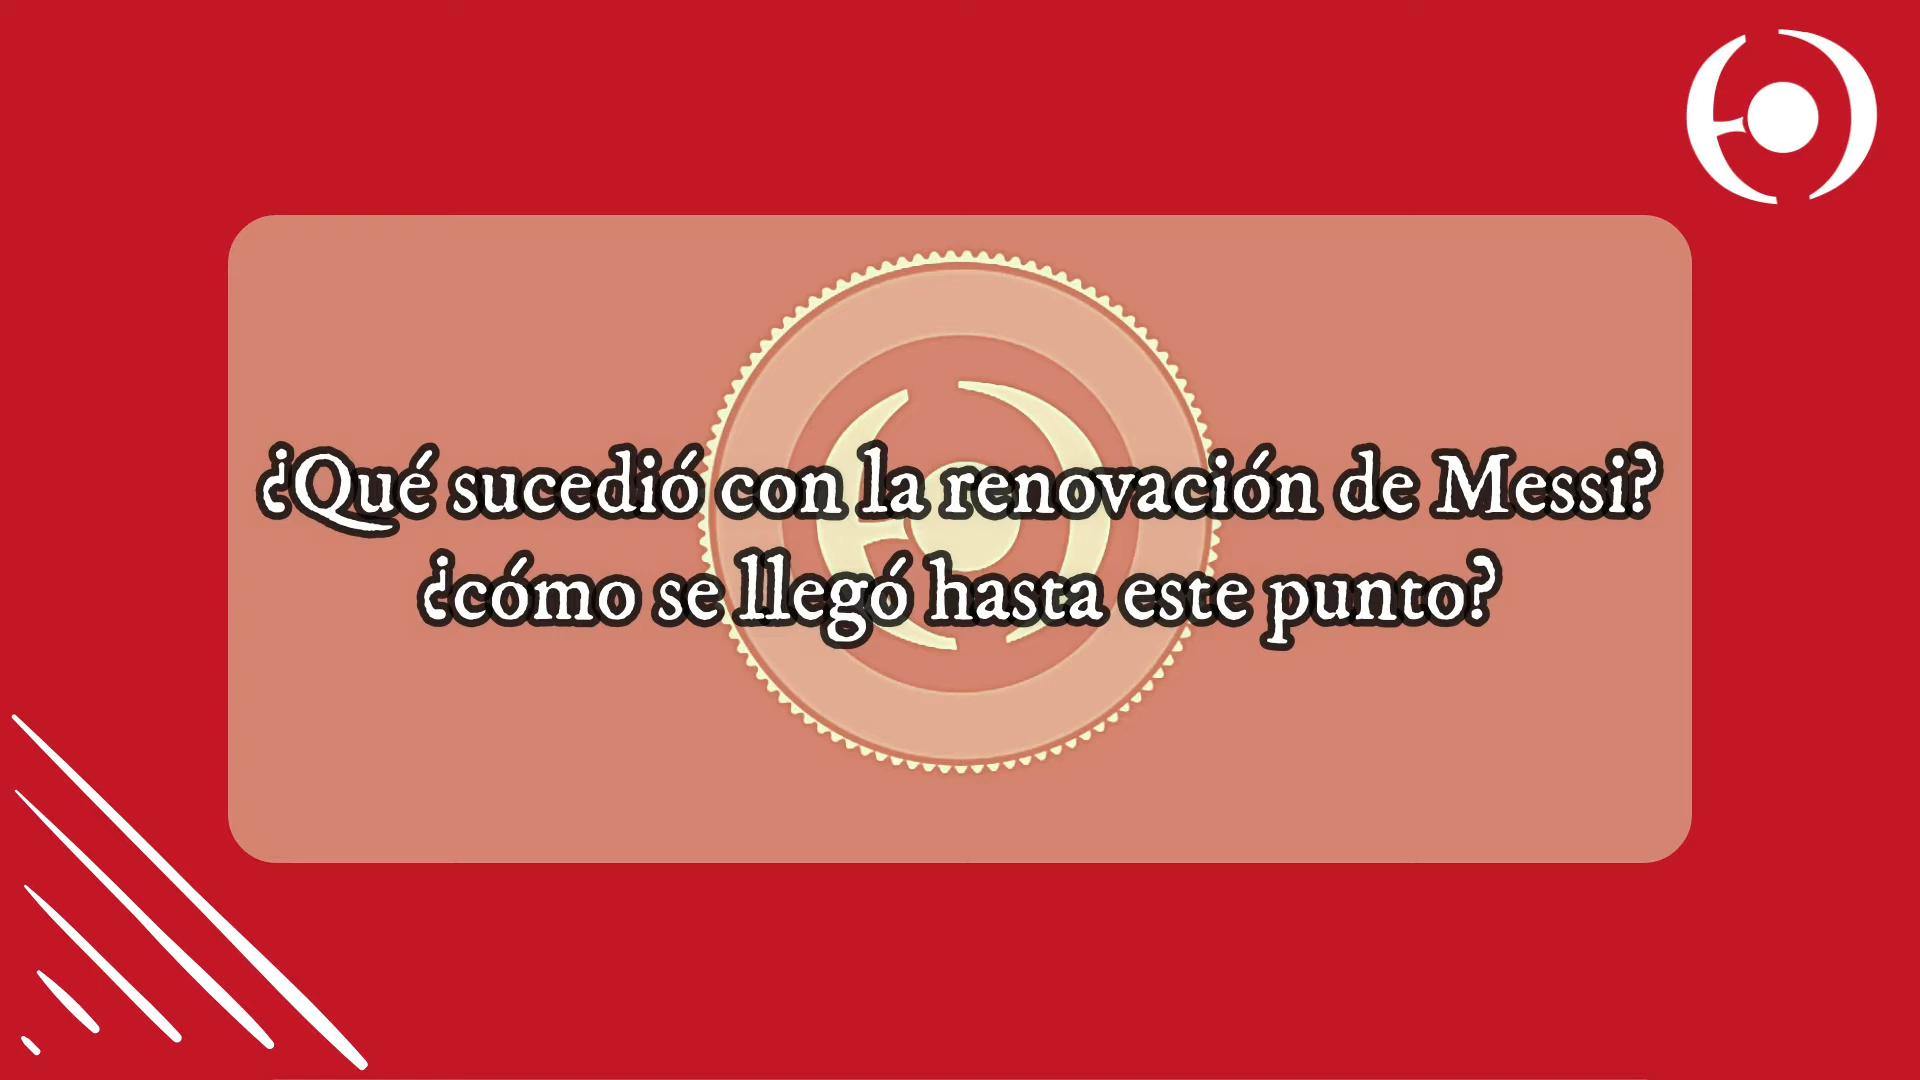 ¿Qué sucedió con la renovación de Messi?
¿cómo se llegó hasta este punto?